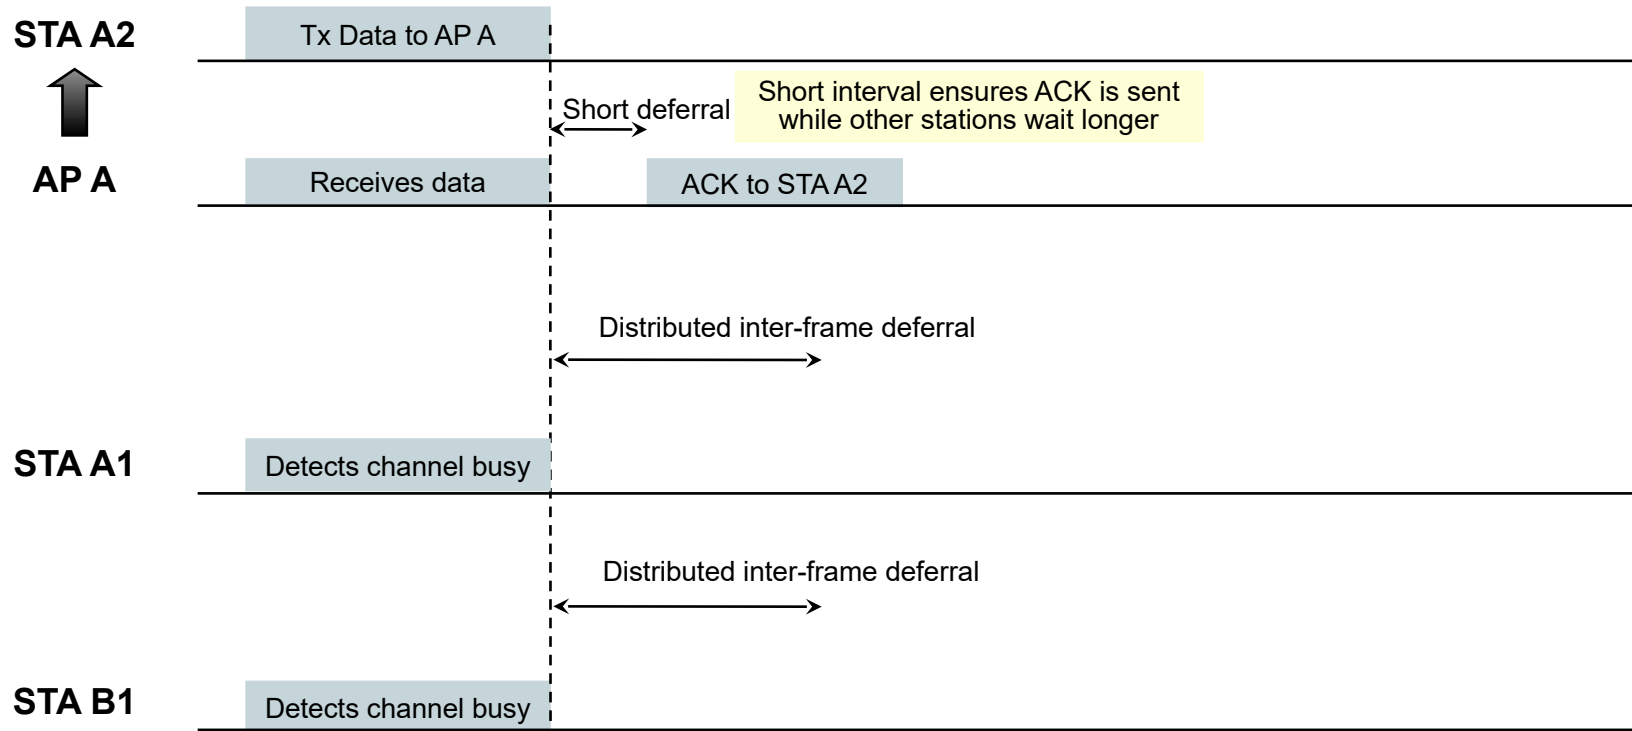 STA A2
Tx Data to AP A
Short deferral
Short interval ensures ACK is sent
while other stations wait longer
AP A
Receives data
ACK to STA A2
Distributed inter-frame deferral
STA A1
Detects channel busy
Distributed inter-frame deferral
STA B1
Detects channel busy